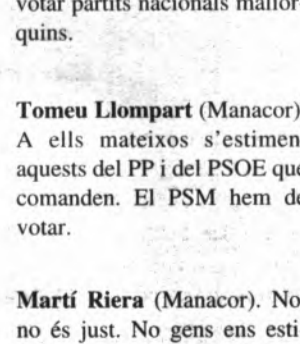 votar partits nacionals mallor-
quins.
Tomeu Llompart (Manacor)
A ells mateixos s'estimen
aquests del PP i del PSOE que
comanden. El PSM hem de
votar.
Martí Riera (Manacor). No
no és just. No gens ens esti